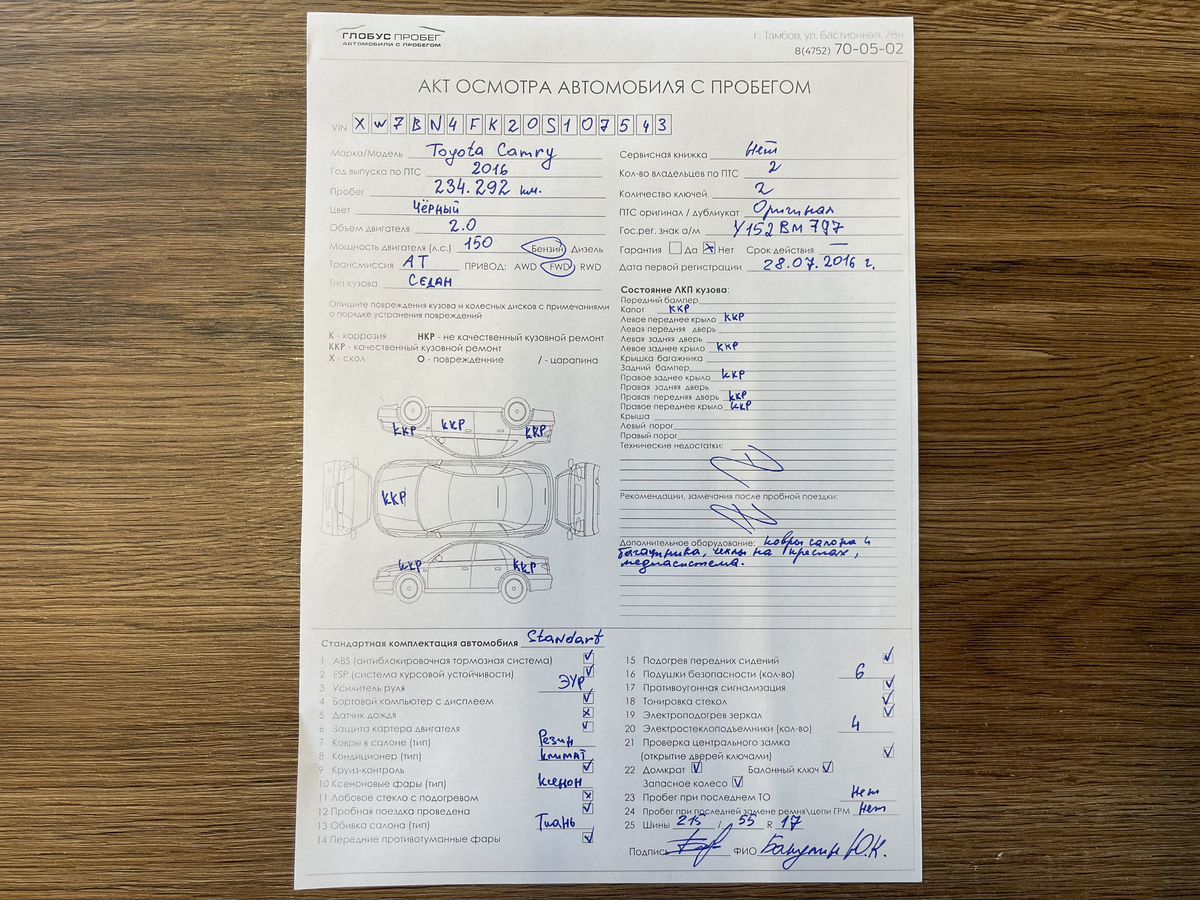 ГЛОБУС ПРОБЕГ
АВТОМОБИЛИ С ПРОБЕГОМ
г. Тамбов, ул. Бастионная, 28н
8(4752) 70-05-02
АКТ ОСМОТРА АВТОМОБИЛЯ С ПРОБЕГОМ
VIN XW7BN4FK20S107543
Марка/Модель Toyota Camry
Год выпуска по ПТС 2016
Пробег 234.292 км.
Цвет Чёрный
Объем двигателя 2.0
Мощность двигателя (л.с.) 150 Бензин Дизель
Трансмиссия АТ ПРИВОД: AWD FWD RWD
Тип кузова Седан
Опишите повреждения кузова и колесных дисков с примечаниями
о порядке устранения повреждений
К - коррозия НКР - не качественный кузовной ремонт
ККР - качественный кузовной ремонт
Х - скол О - повреждение / - царапина
ККР ККР ККР
ККР
ККР ККР
Сервисная книжка Нет
Кол-во владельцев по ПТС 2
Количество ключей 2
ПТС оригинал / дубликат Оригинал
Гос.рег. знак а/м У152ВМ797
Гарантия Да Нет Срок действия —
Дата первой регистрации 28.07.2016 г.
Состояние ЛКП кузова:
Передний бампер
Капот ККР
Левое переднее крыло ККР
Левая передняя дверь
Левая задняя дверь
Левое заднее крыло ККР
Крышка багажника
Задний бампер
Правое заднее крыло ККР
Правая задняя дверь
Правая передняя дверь ККР
Правое переднее крыло ККР
Крыша
Левый порог
Правый порог
Технические недостатки:
Рекомендации, замечания после пробной поездки:
Дополнительное оборудование: ковры салона и
багажника, чехлы на креслах,
медиасистема.
Стандартная комплектация автомобиля Standart
1 ABS (антиблокировочная тормозная система)
2 ESP (система курсовой устойчивости)
3 Усилитель руля ЭУР
4 Бортовой компьютер с дисплеем
5 Датчик дождя
6 Защита картера двигателя
7 Ковры в салоне (тип) Резин
8 Кондиционер (тип) климат
9 Круиз-контроль
10 Ксеноновые фары (тип) Ксенон
11 Лобовое стекло с подогревом
12 Пробная поездка проведена
13 Обивка салона (тип) Ткань
14 Передние противотуманные фары
15 Подогрев передних сидений
16 Подушки безопасности (кол-во) 6
17 Противоугонная сигнализация
18 Тонировка стекол
19 Электроподогрев зеркал
20 Электростеклоподъемники (кол-во) 4
21 Проверка центрального замка
(открытие дверей ключами)
22 Домкрат Балонный ключ
Запасное колесо
23 Пробег при последнем ТО Нет
24 Пробег при последней замене ремня\цепи ГРМ Нет
25 Шины 215 / 55 R 17
Подпись ФИО Ю.К.